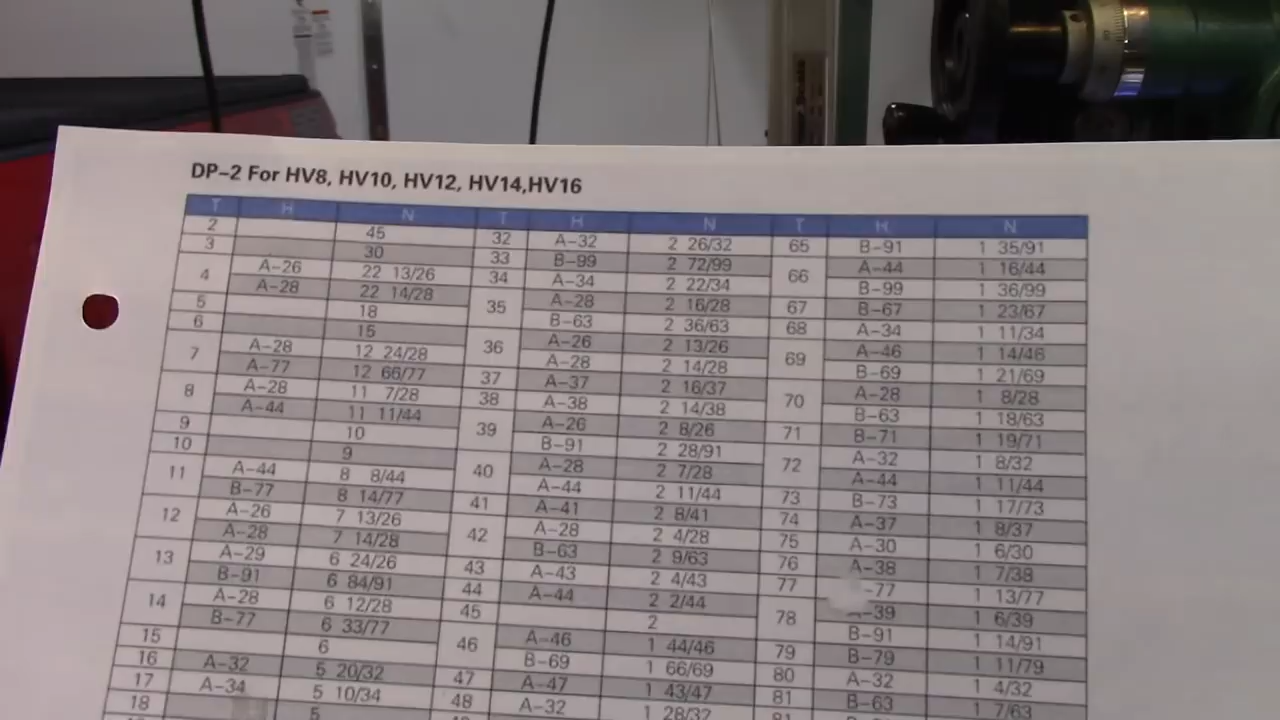 DP-2 For HV8, HV10, HV12, HV14,HV16
T H N T H N T H N
2 45
3 30
4 A-26 22 13/26
A-28 22 14/28
5 18
6 15
7 A-28 12 24/28
A-77 12 66/77
8 A-28 11 7/28
A-44 11 11/44
9 10
10 9
11 A-44 8 8/44
B-77 8 14/77
12 A-26 7 13/26
A-28 7 14/28
13 A-29 6 24/26
B-91 6 84/91
14 A-28 6 12/28
B-77 6 33/77
15 6
16 A-32 5 20/32
17 A-34 5 10/34
18 5
32 A-32 2 26/32
33 B-99 2 72/99
34 A-34 2 22/34
35 A-28 2 16/28
B-63 2 36/63
36 A-26 2 13/26
A-28 2 14/28
37 A-37 2 16/37
38 A-38 2 14/38
39 A-26 2 8/26
B-91 2 28/91
40 A-28 2 7/28
A-44 2 11/44
41 A-41 2 8/41
42 A-28 2 4/28
B-63 2 9/63
43 A-43 2 4/43
44 A-44 2 2/44
45 2
46 A-46 1 44/46
B-69 1 66/69
47 A-47 1 43/47
48 A-32 1 28/32
65 B-91 1 35/91
66 A-44 1 16/44
B-99 1 36/99
67 B-67 1 23/67
68 A-34 1 11/34
69 A-46 1 14/46
B-69 1 21/69
70 A-28 1 8/28
B-63 1 18/63
71 B-71 1 19/71
72 A-32 1 8/32
A-44 1 11/44
73 B-73 1 17/73
74 A-37 1 8/37
75 A-30 1 6/30
76 A-38 1 7/38
77 -77 1 13/77
78 A-39 1 6/39
B-91 1 14/91
79 B-79 1 11/79
80 A-32 1 4/32
81 B-63 1 7/63